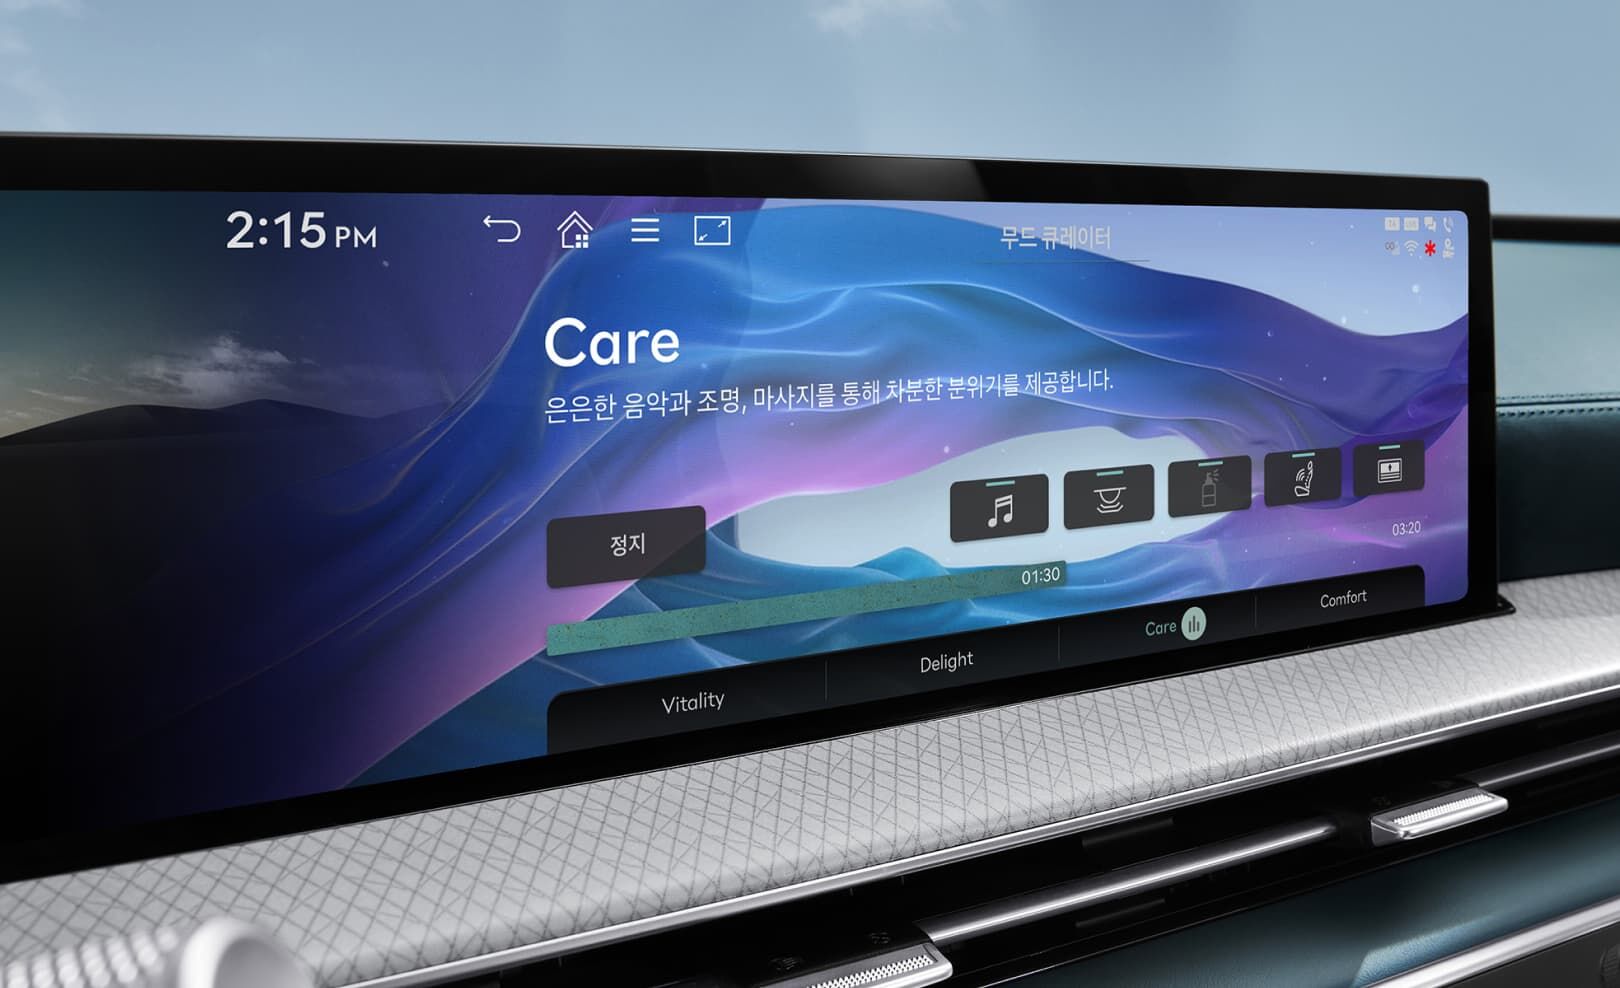 2:15 PM
무드 큐레이터
Care
은은한 음악과 조명, 마사지를 통해 차분한 분위기를 제공합니다.
정지
03:20
01:30
Vitality
Delight
Care
Comfort